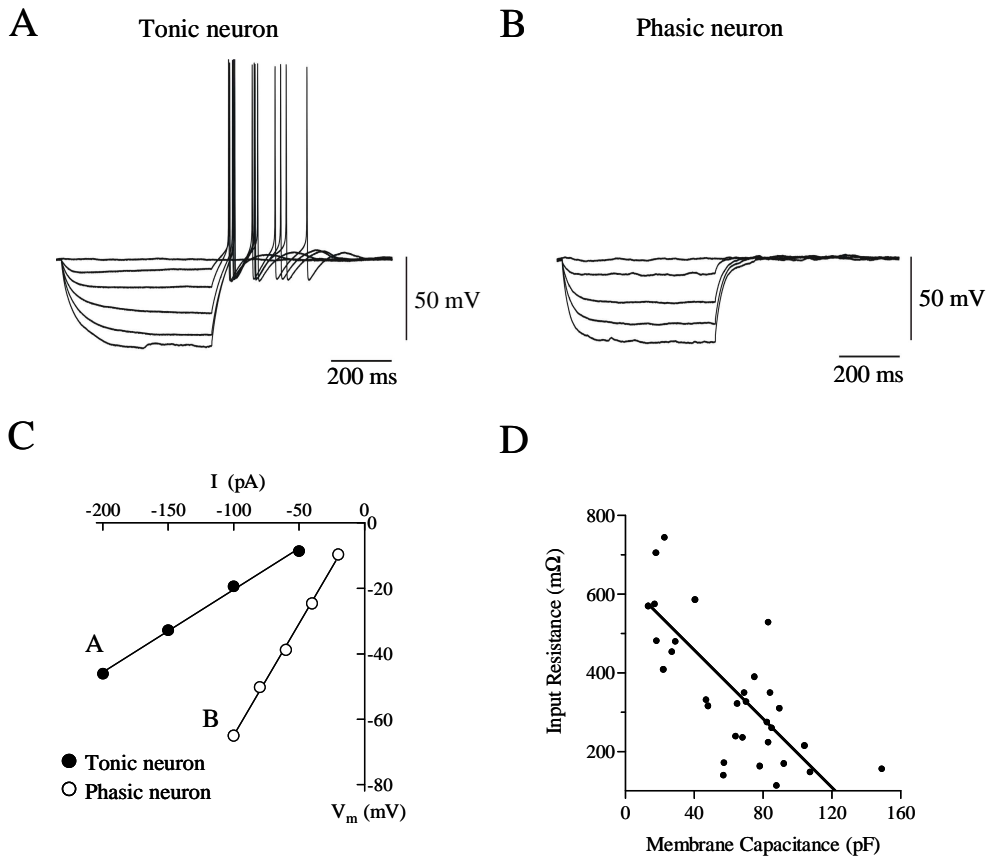 A
Tonic neuron
50 mV
200 ms
B
Phasic neuron
50 mV
200 ms
C
I (pA)
-200 -150 -100 -50 0
0
-20
-40
-60
-80
A
B
Tonic neuron
Phasic neuron
Vm (mV)
D
800
600
400
200
Input Resistance (mΩ)
0 40 80 120 160
Membrane Capacitance (pF)